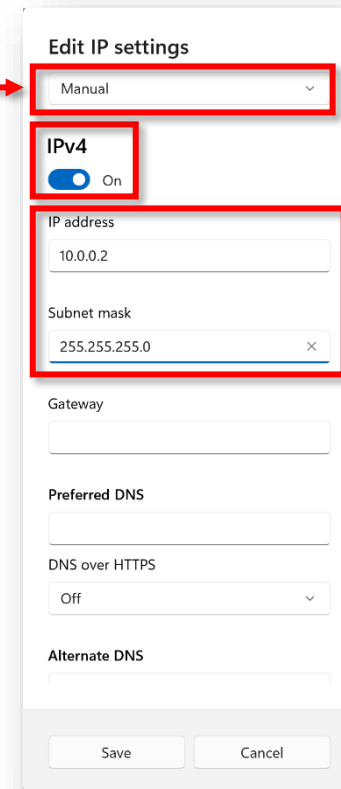 Edit IP settings
Manual
IPv4
On
IP address
10.0.0.2
Subnet mask
255.255.255.0
Gateway
Preferred DNS
DNS over HTTPS
Off
Alternate DNS
Save Cancel